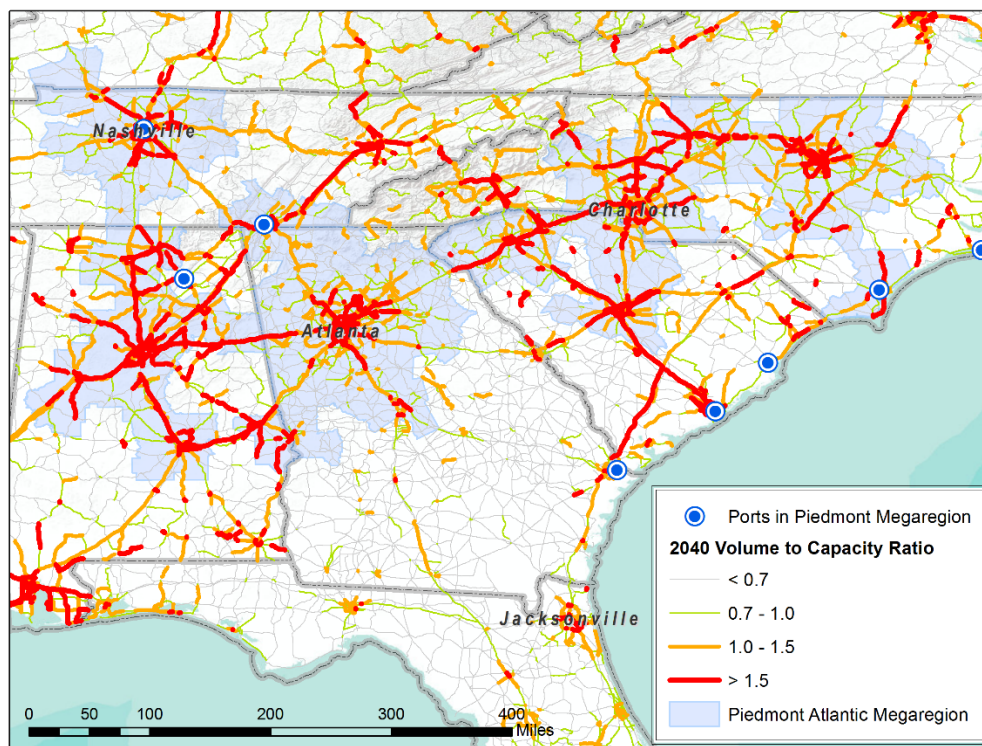 Nashville
Charlotte
Atlanta
Jacksonville
Ports in Piedmont Megaregion
2040 Volume to Capacity Ratio
< 0.7
0.7 - 1.0
1.0 - 1.5
> 1.5
Piedmont Atlantic Megaregion
0 50 100 200 300 400
Miles